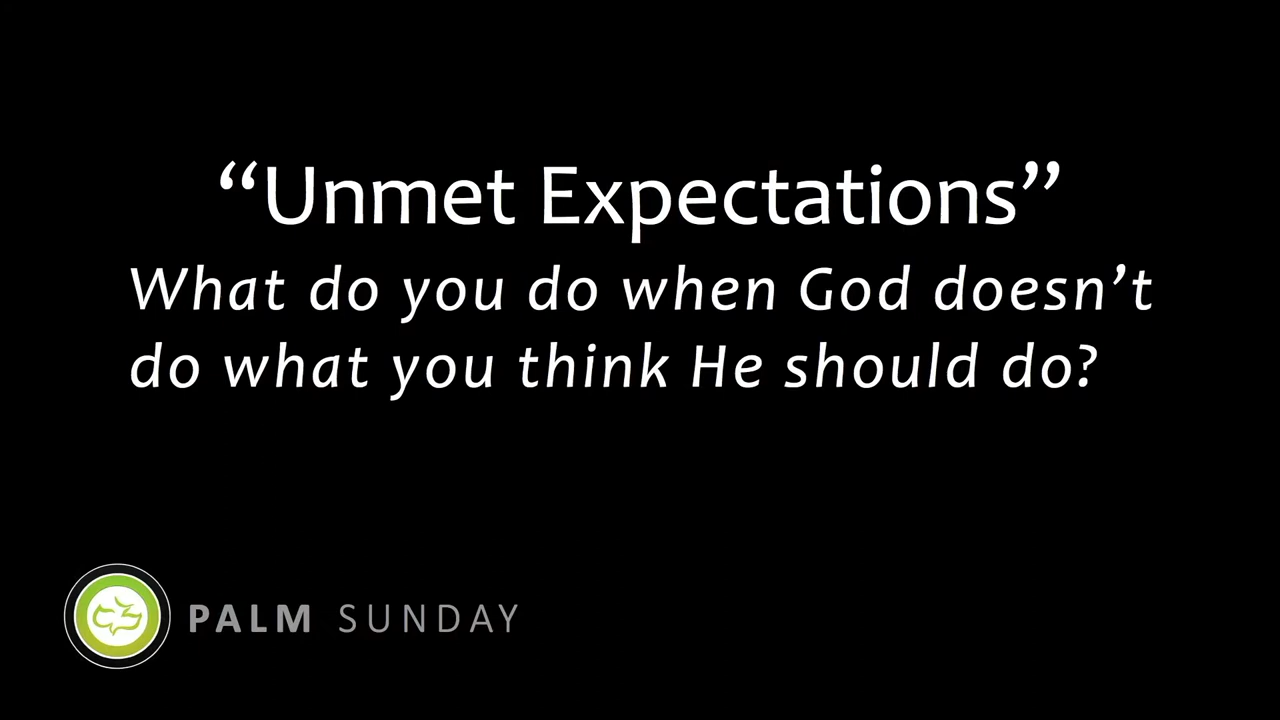 “Unmet Expectations”
What do you do when God doesn’t
do what you think He should do?
PALM SUNDAY